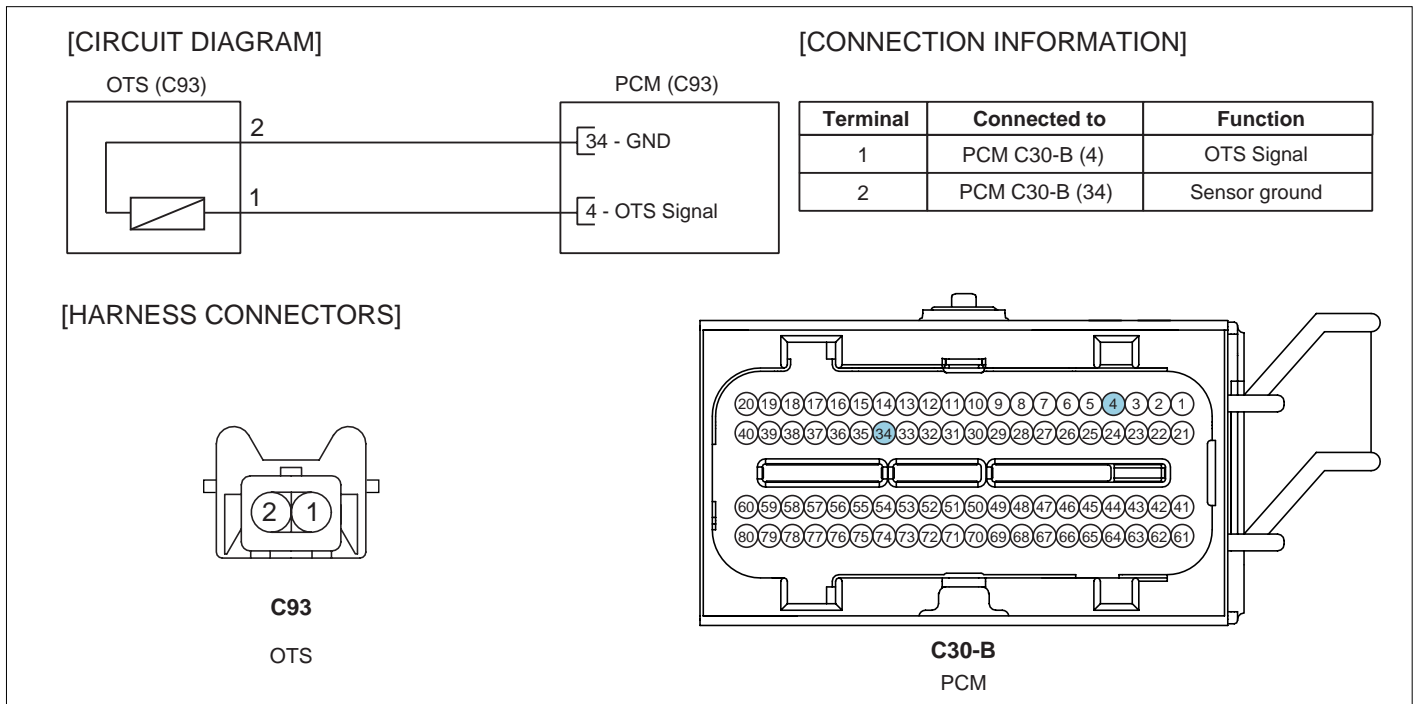 [CIRCUIT DIAGRAM]
OTS (C93)
PCM (C93)
2
34 - GND
1
4 - OTS Signal
[CONNECTION INFORMATION]
Terminal Connected to Function
1 PCM C30-B (4) OTS Signal
2 PCM C30-B (34) Sensor ground
[HARNESS CONNECTORS]
2 1
C93
OTS
20 19 18 17 16 15 14 13 12 11 10 9 8 7 6 5 4 3 2 1
40 39 38 37 36 35 34 33 32 31 30 29 28 27 26 25 24 23 22 21
60 59 58 57 56 55 54 53 52 51 50 49 48 47 46 45 44 43 42 41
80 79 78 77 76 75 74 73 72 71 70 69 68 67 66 65 64 63 62 61
C30-B
PCM